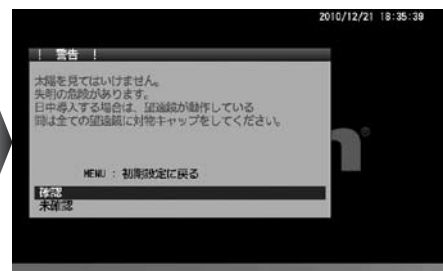 2010/12/21 18:35:39
! 警告 !
太陽を見てはいけません。
失明の危険があります。
日中導入する場合は、望遠鏡が動作している
間は全ての望遠鏡に対物キャップをしてください。
MENU : 初期設定に戻る
確認
未確認
n®